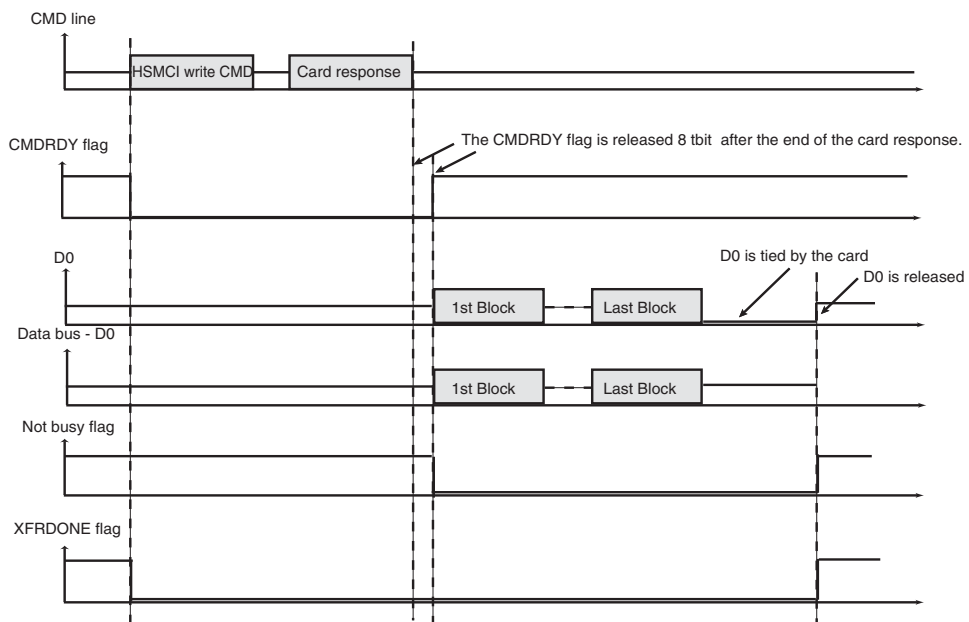 CMD line
HSMCI write CMD
Card response
CMDRDY flag
The CMDRDY flag is released 8 tbit after the end of the card response.
D0
D0 is tied by the card
D0 is released
1st Block
Last Block
Data bus - D0
1st Block
Last Block
Not busy flag
XFRDONE flag